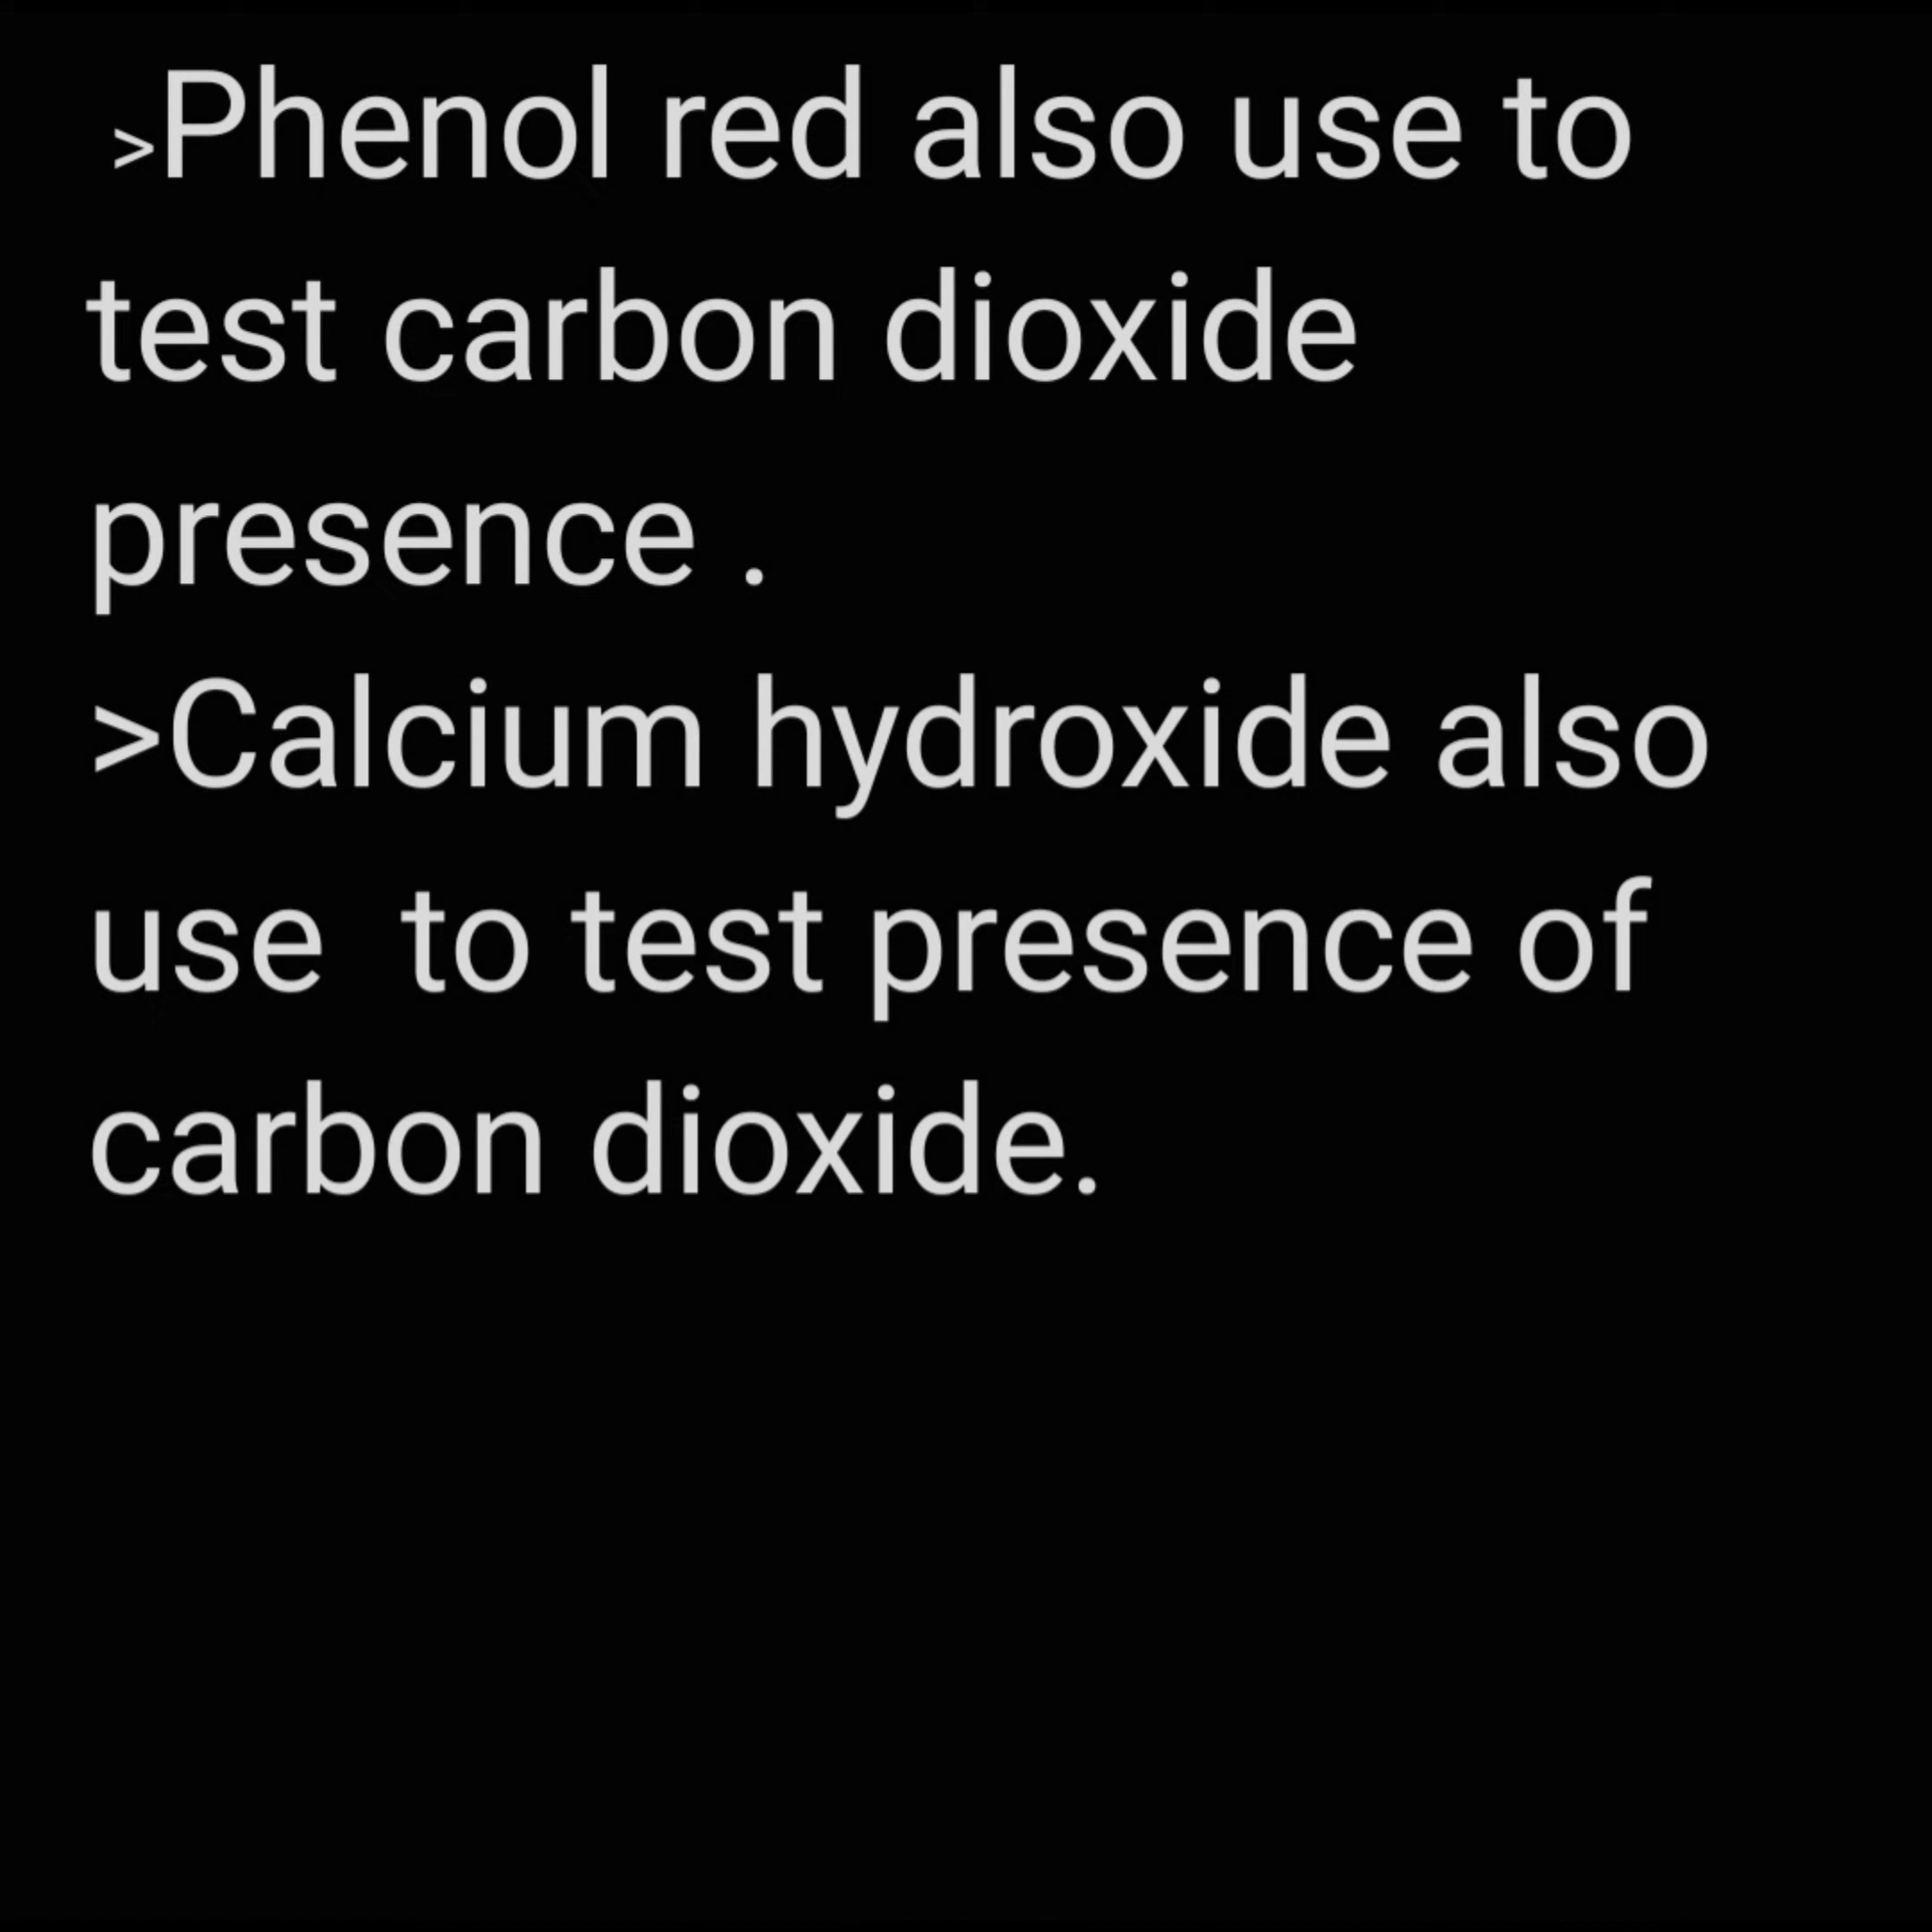 >Phenol red also use to
test carbon dioxide
presence .
>Calcium hydroxide also
use  to test presence of
carbon dioxide.